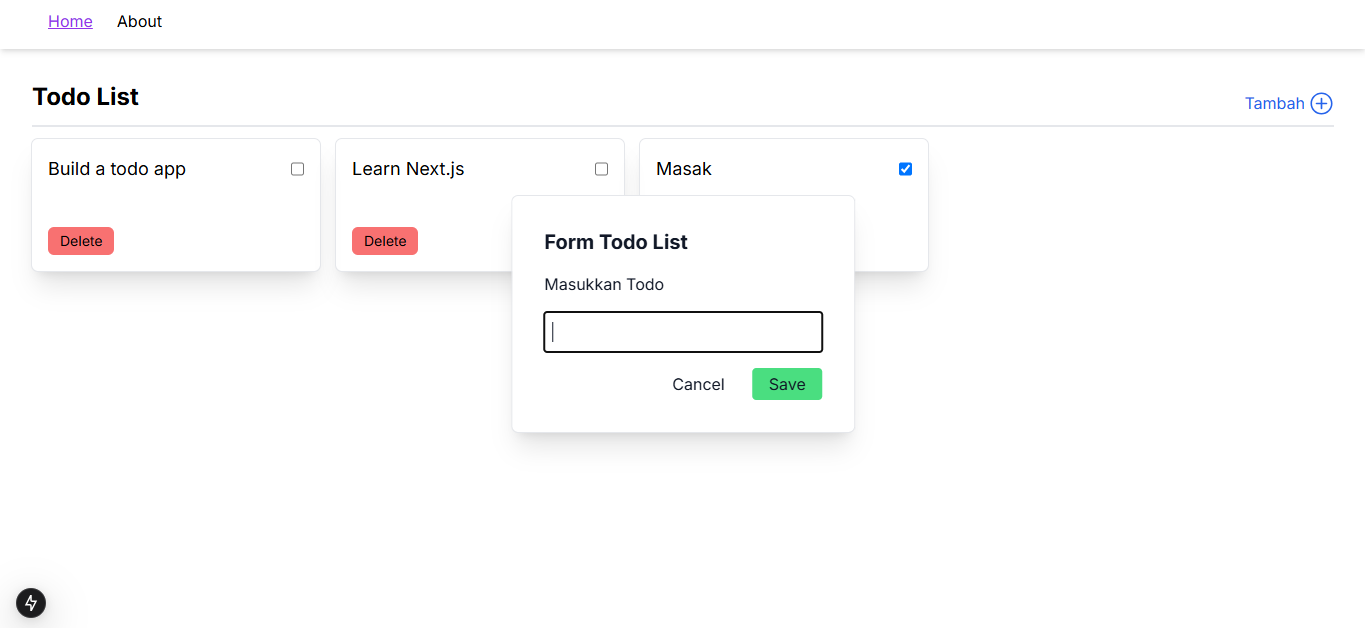 Home About
Todo List
Tambah
Build a todo app
Delete
Learn Next.js
Delete
Masak
Form Todo List
Masukkan Todo
Cancel Save